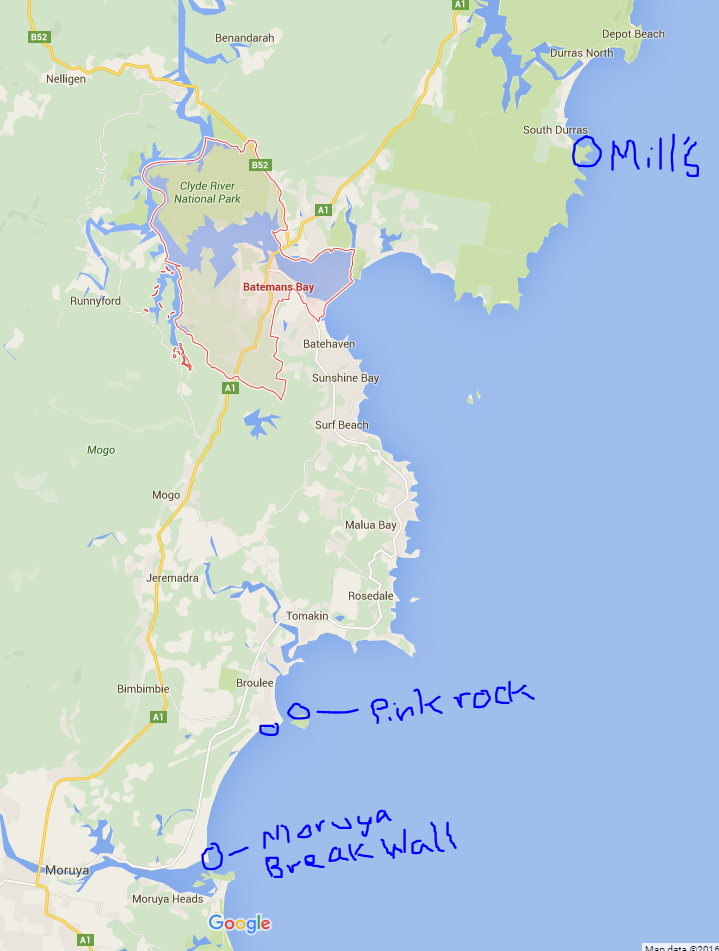 A1
Depot Beach
B52
Benandarah
Durras North
Nelligen
South Durras
Mill's
B52
Clyde River
National Park
A1
Batemans Bay
Runnyford
Batehaven
Sunshine Bay
A1
Surf Beach
Mogo
Mogo
Malua Bay
Jeremadra
Rosedale
Tomakin
Broulee
Bimbimbie
Pink rock
A1
Moruya
Break Wall
Moruya
Moruya Heads
Google
A1
Map data ©2016